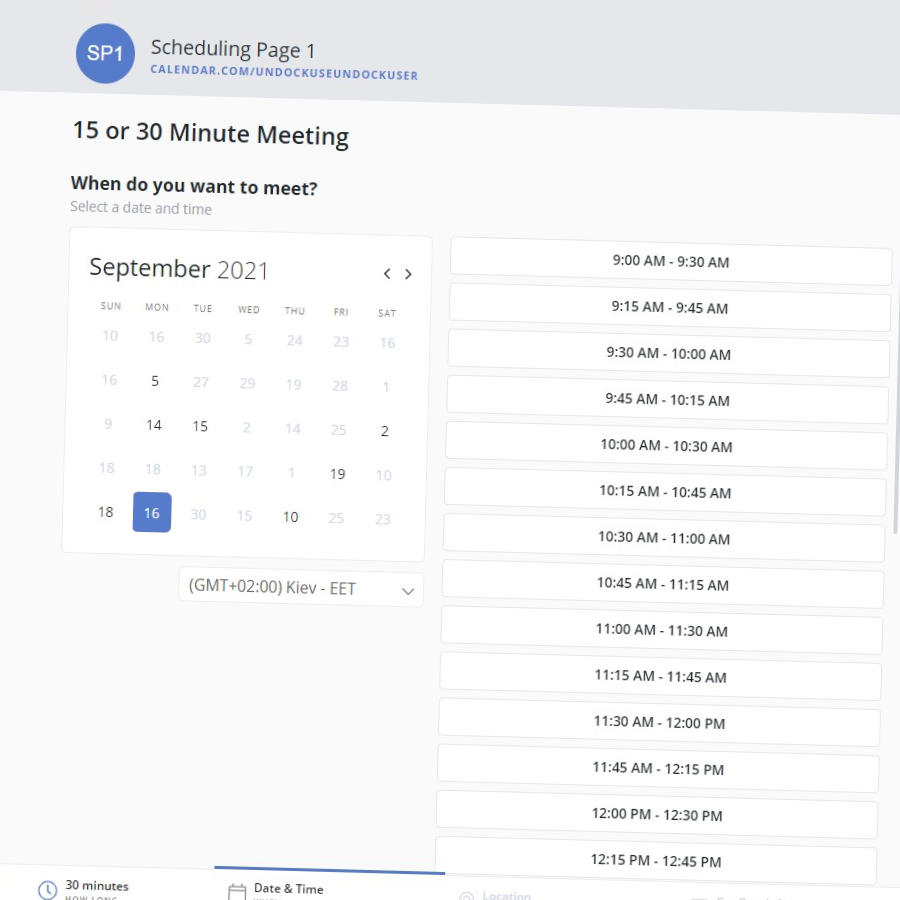 SP1
Scheduling Page 1
CALENDAR.COM/UNDOCKUSEUNDOCKUSER
15 or 30 Minute Meeting
When do you want to meet?
Select a date and time
September 2021
SUN MON TUE WED THU FRI SAT
10 16 30 5 24 23 16
16 5 27 29 19 28 1
9 14 15 2 14 25 2
18 18 13 17 1 19 10
18 16 30 15 10 25 23
(GMT+02:00) Kiev - EET
9:00 AM - 9:30 AM
9:15 AM - 9:45 AM
9:30 AM - 10:00 AM
9:45 AM - 10:15 AM
10:00 AM - 10:30 AM
10:15 AM - 10:45 AM
10:30 AM - 11:00 AM
10:45 AM - 11:15 AM
11:00 AM - 11:30 AM
11:15 AM - 11:45 AM
11:30 AM - 12:00 PM
11:45 AM - 12:15 PM
12:00 PM - 12:30 PM
12:15 PM - 12:45 PM
30 minutes
HOW LONG
Date & Time
Location